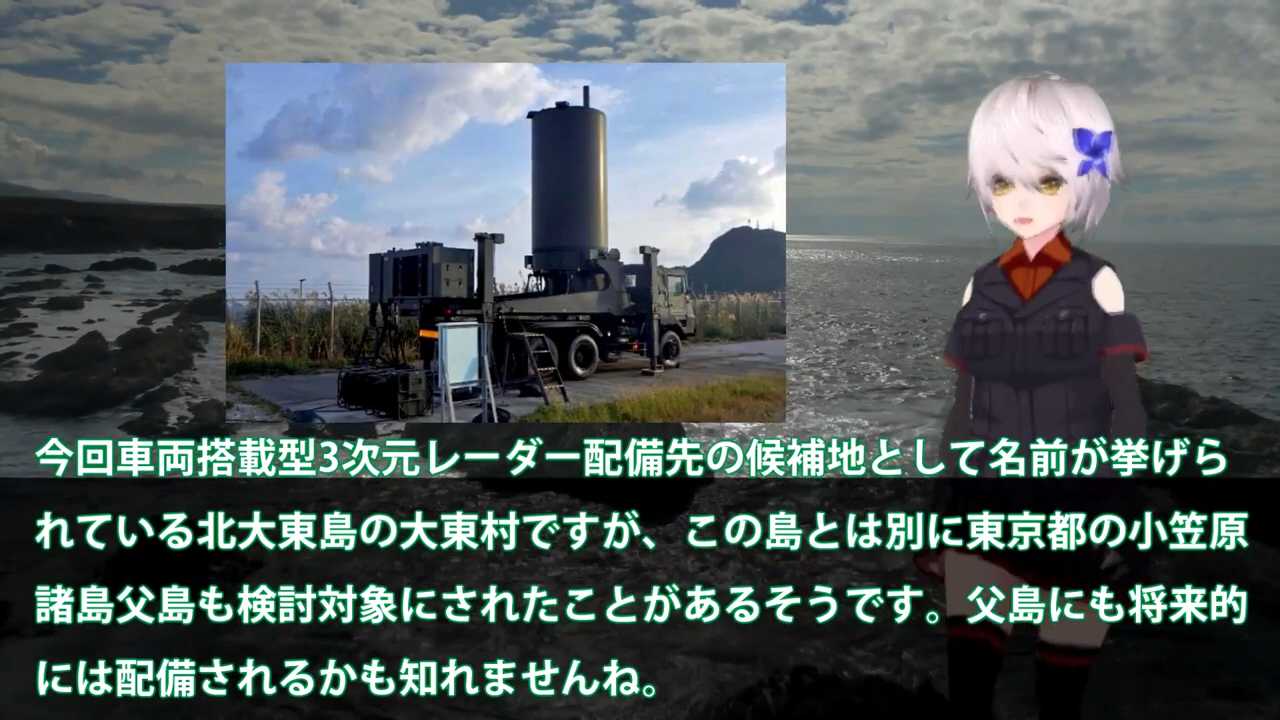 今回車両搭載型3次元レーダー配備先の候補地として名前が挙げら
れている北大東島の大東村ですが、この島とは別に東京都の小笠原
諸島父島も検討対象にされたことがあるそうです。父島にも将来的
には配備されるかも知れませんね。